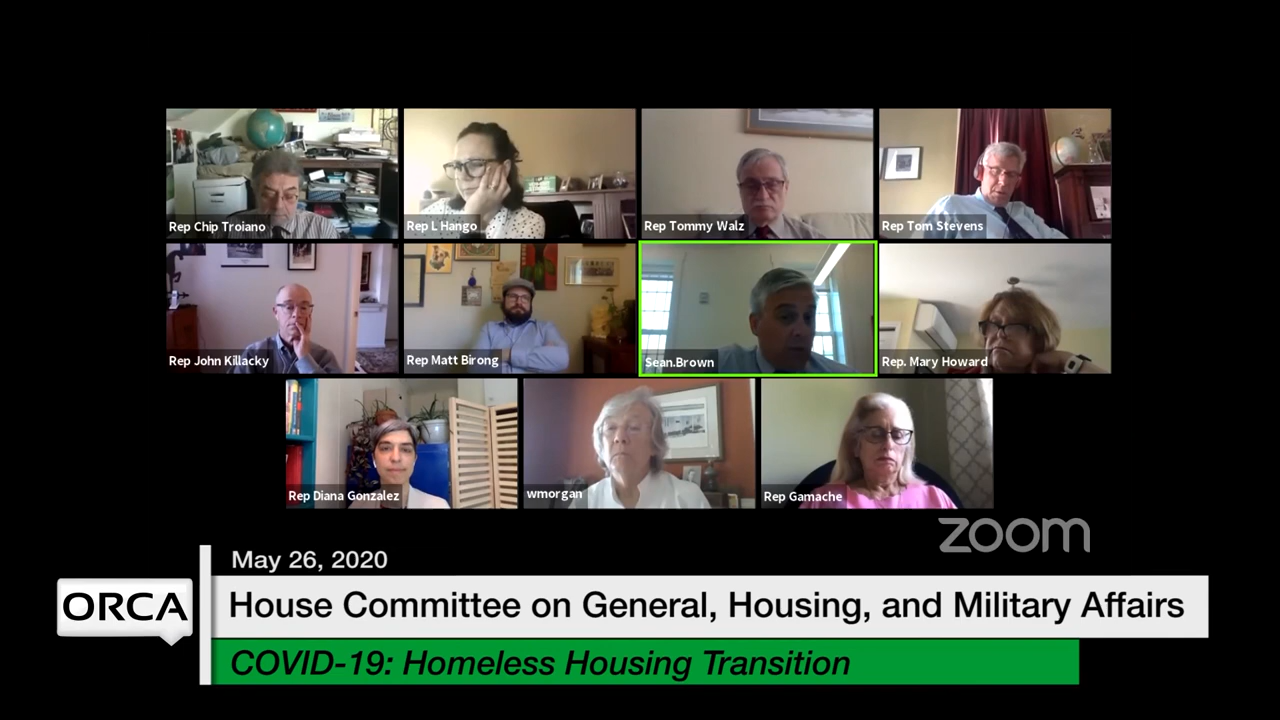 Rep Chip Troiano
Rep L Hango
Rep Tommy Walz
Rep Tom Stevens
Rep John Killacky
Rep Matt Birong
Sean.Brown
Rep. Mary Howard
Rep Diana Gonzalez
wmorgan
Rep Gamache
zoom
May 26, 2020
ORCA
House Committee on General, Housing, and Military Affairs
COVID-19: Homeless Housing Transition